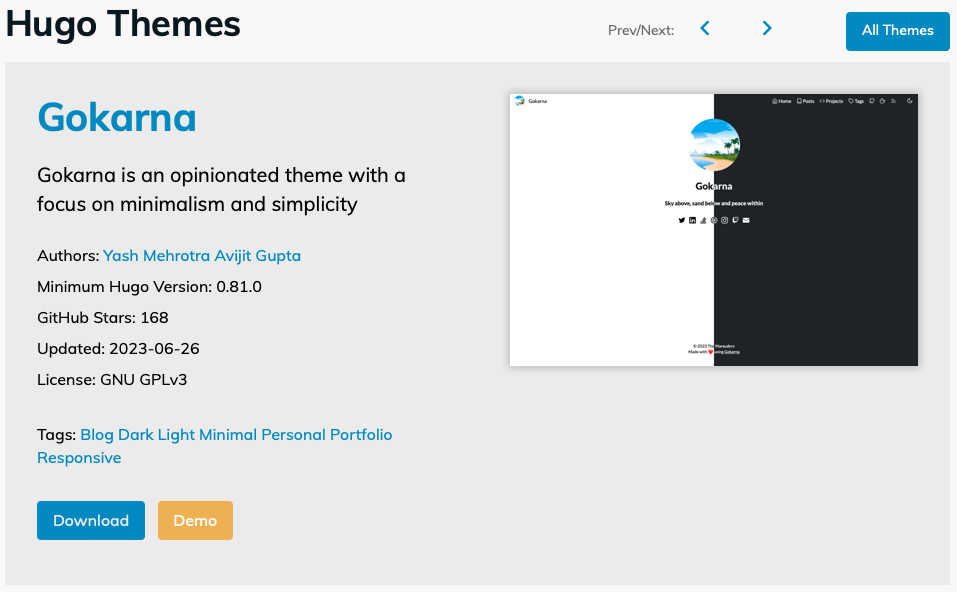 Hugo Themes
Prev/Next:
All Themes
Gokarna
Gokarna is an opinionated theme with a
focus on minimalism and simplicity
Authors: Yash Mehrotra Avijit Gupta
Minimum Hugo Version: 0.81.0
GitHub Stars: 168
Updated: 2023-06-26
License: GNU GPLv3
Tags: Blog Dark Light Minimal Personal Portfolio
Responsive
Download Demo
Gokarna
Home Posts Projects Tags
Gokarna
Sky above, sand below and peace within
© 2023 The Marauders
Made with ❤️ using Gokarna